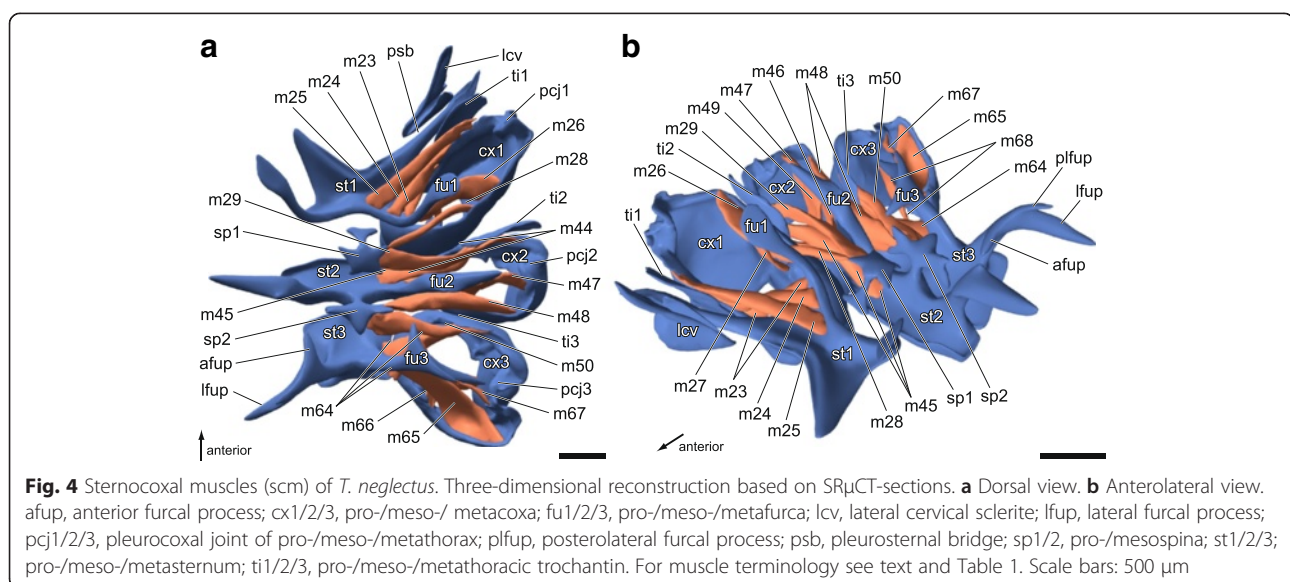 a
psb
lcv
m23
ti1
m24
pcj1
m25
m26
cx1
m28
st1
fu1
m29
ti2
sp1
m44
st2
cx2
pcj2
fu2
m47
m45
m48
sp2
st3
ti3
afup
m50
fu3
cx3
lfup
pcj3
m64
m67
m66
m65
anterior
b
m46
m48
ti3
m50
m47
m67
m49
m65
m29
cx3
m68
ti2
m64
cx2
plfup
m26
fu2
fu3
lfup
ti1
fu1
cx1
st3
afup
lcv
st2
st1
m27
m23
m24
m25
m28
m45
sp1
sp2
anterior
Fig. 4 Sternocoxal muscles (scm) of T. neglectus. Three-dimensional reconstruction based on SRμCT-sections. a Dorsal view. b Anterolateral view.
afup, anterior furcal process; cx1/2/3, pro-/meso-/ metacoxa; fu1/2/3, pro-/meso-/metafurca; lcv, lateral cervical sclerite; lfup, lateral furcal process;
pcj1/2/3, pleurocoxal joint of pro-/meso-/metathorax; plfup, posterolateral furcal process; psb, pleurosternal bridge; sp1/2, pro-/mesospina; st1/2/3;
pro-/meso-/metasternum; ti1/2/3, pro-/meso-/metathoracic trochantin. For muscle terminology see text and Table 1. Scale bars: 500 μm